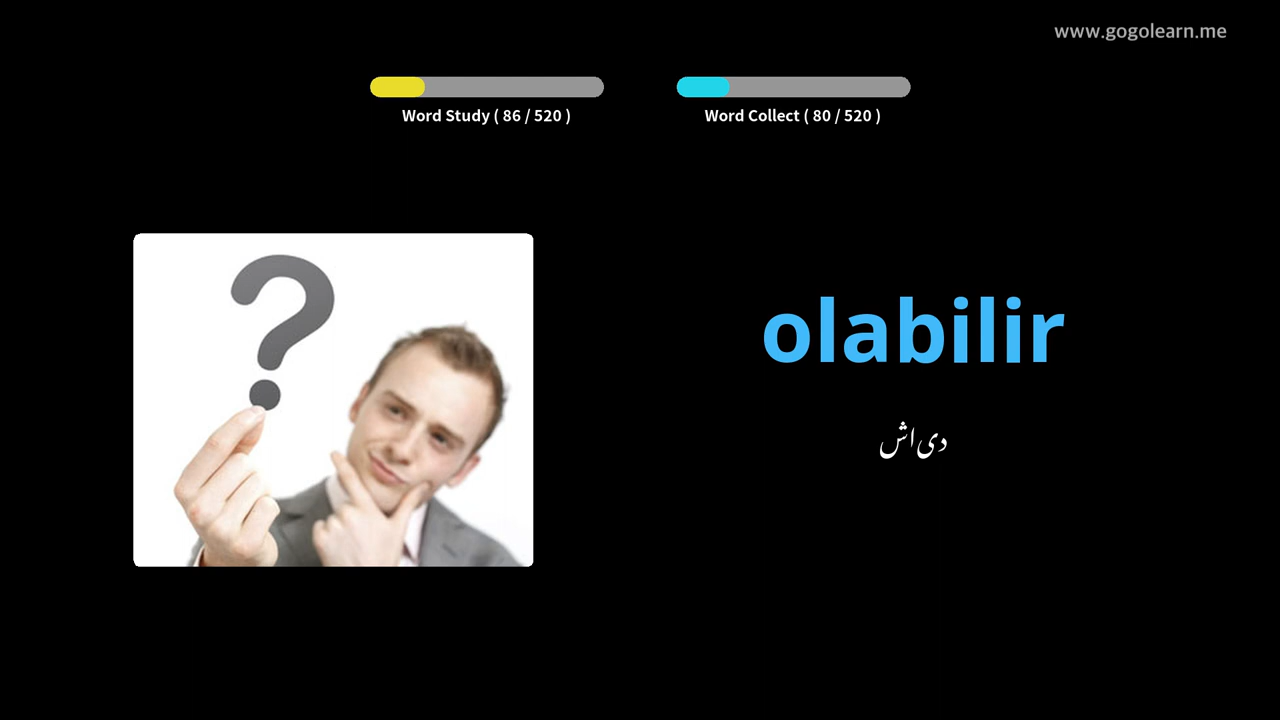 www.gogolearn.me
Word Study ( 86 / 520 )
Word Collect ( 80 / 520 )
olabilir
دی‌اش